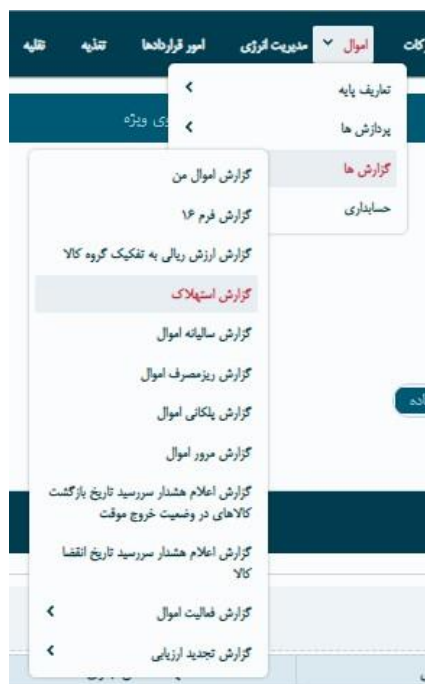 اموال
مدیریت انرژی
امور قراردادها
تغذیه
نقلیه
تعاریف پایه
پردازش ها
گزارش ها
حسابداری
ویژه
گزارش اموال من
گزارش فرم ۱۶
گزارش ارزش ریالی به تفکیک گروه کالا
گزارش استهلاک
گزارش سالیانه اموال
گزارش ریزمصرف اموال
گزارش پلکانی اموال
گزارش مرور اموال
گزارش اعلام هشدار سررسید تاریخ بازگشت
کالاهای در وضعیت خروج موقت
گزارش اعلام هشدار سررسید تاریخ انقضا
کالا
گزارش فعالیت اموال
گزارش تجدید ارزیابی